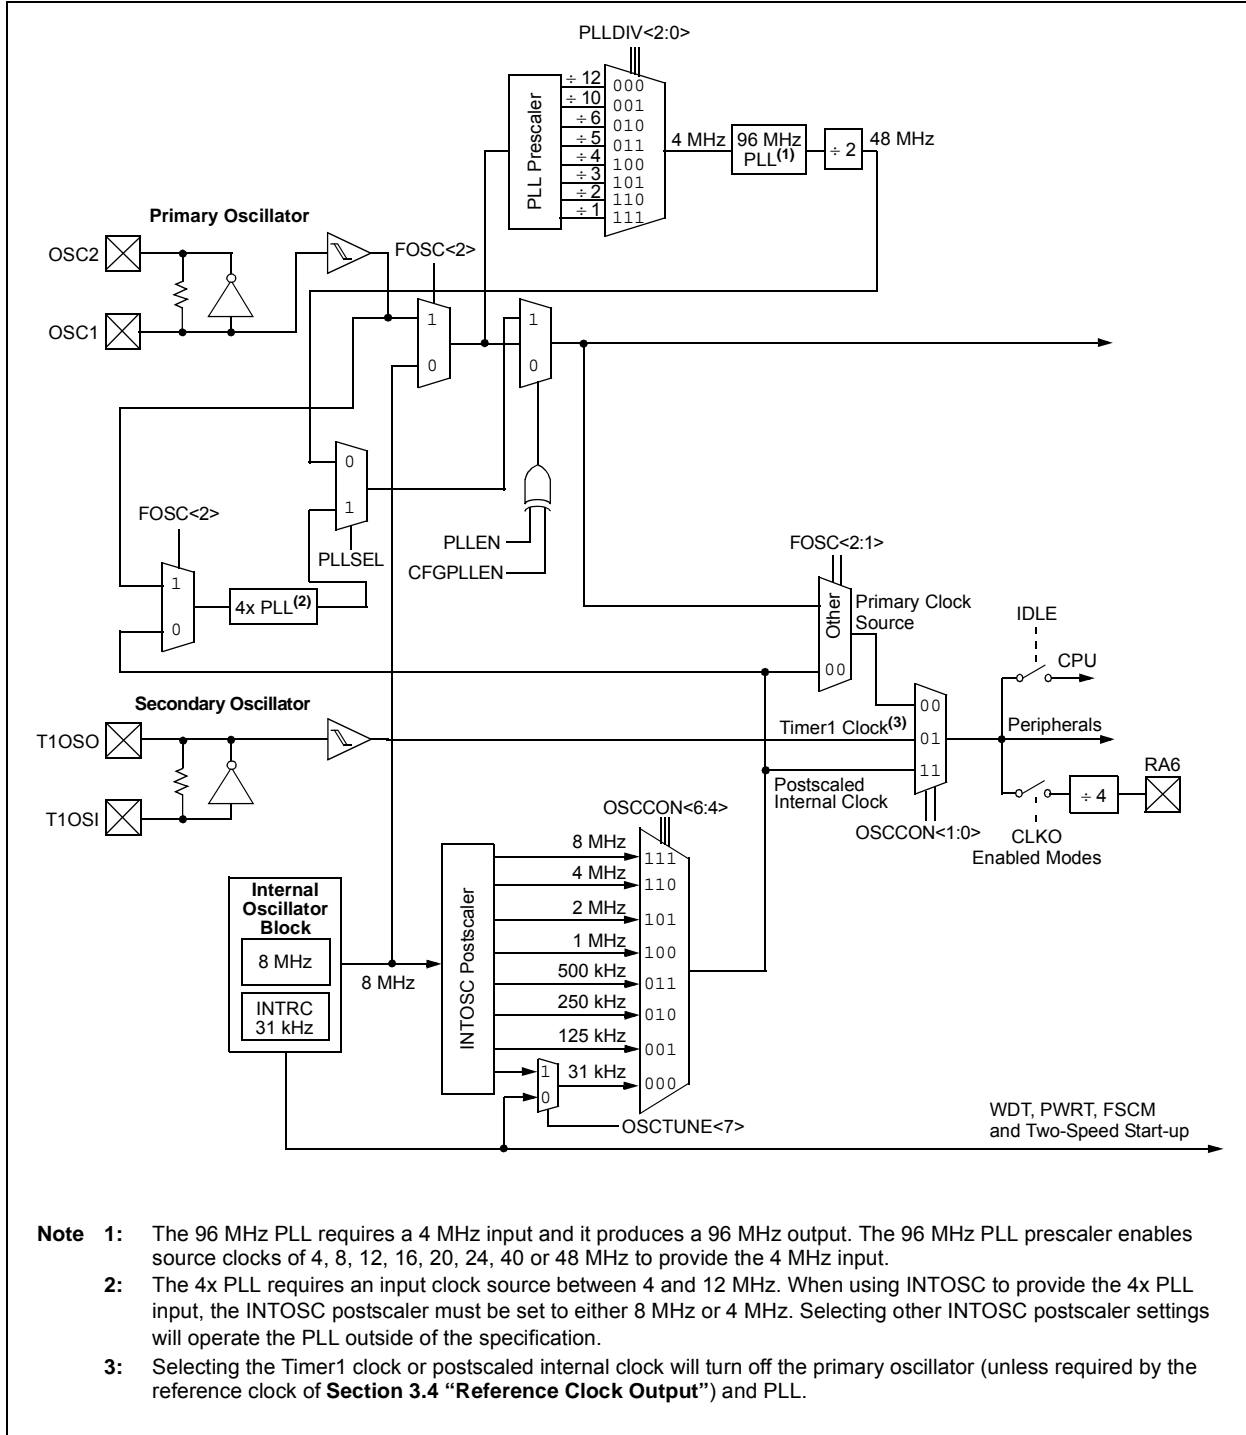 PLLDIV<2:0>
PLL Prescaler
÷ 12
÷ 10
÷ 6
÷ 5
÷ 4
÷ 3
÷ 2
÷ 1
000
001
010
011
100
101
110
111
4 MHz
96 MHz
PLL(1)
÷ 2
48 MHz
Primary Oscillator
OSC2
OSC1
FOSC<2>
1
0
1
0
0
1
PLLSEL
PLLEN
CFGPLLEN
FOSC<2>
1
0
4x PLL(2)
FOSC<2:1>
Other
00
Primary Clock
Source
IDLE
CPU
Secondary Oscillator
T1OSO
T1OSI
Timer1 Clock(3)
00
01
11
Peripherals
RA6
Postscaled
Internal Clock
OSCCON<1:0>
÷ 4
CLKO
Enabled Modes
OSCCON<6:4>
Internal
Oscillator
Block
8 MHz
INTRC
31 kHz
8 MHz
INTOSC Postscaler
8 MHz
4 MHz
2 MHz
1 MHz
500 kHz
250 kHz
125 kHz
31 kHz
111
110
101
100
011
010
001
000
1
0
OSCTUNE<7>
WDT, PWRT, FSCM
and Two-Speed Start-up
Note 1: The 96 MHz PLL requires a 4 MHz input and it produces a 96 MHz output. The 96 MHz PLL prescaler enables
source clocks of 4, 8, 12, 16, 20, 24, 40 or 48 MHz to provide the 4 MHz input.
2: The 4x PLL requires an input clock source between 4 and 12 MHz. When using INTOSC to provide the 4x PLL
input, the INTOSC postscaler must be set to either 8 MHz or 4 MHz. Selecting other INTOSC postscaler settings
will operate the PLL outside of the specification.
3: Selecting the Timer1 clock or postscaled internal clock will turn off the primary oscillator (unless required by the
reference clock of Section 3.4 “Reference Clock Output”) and PLL.